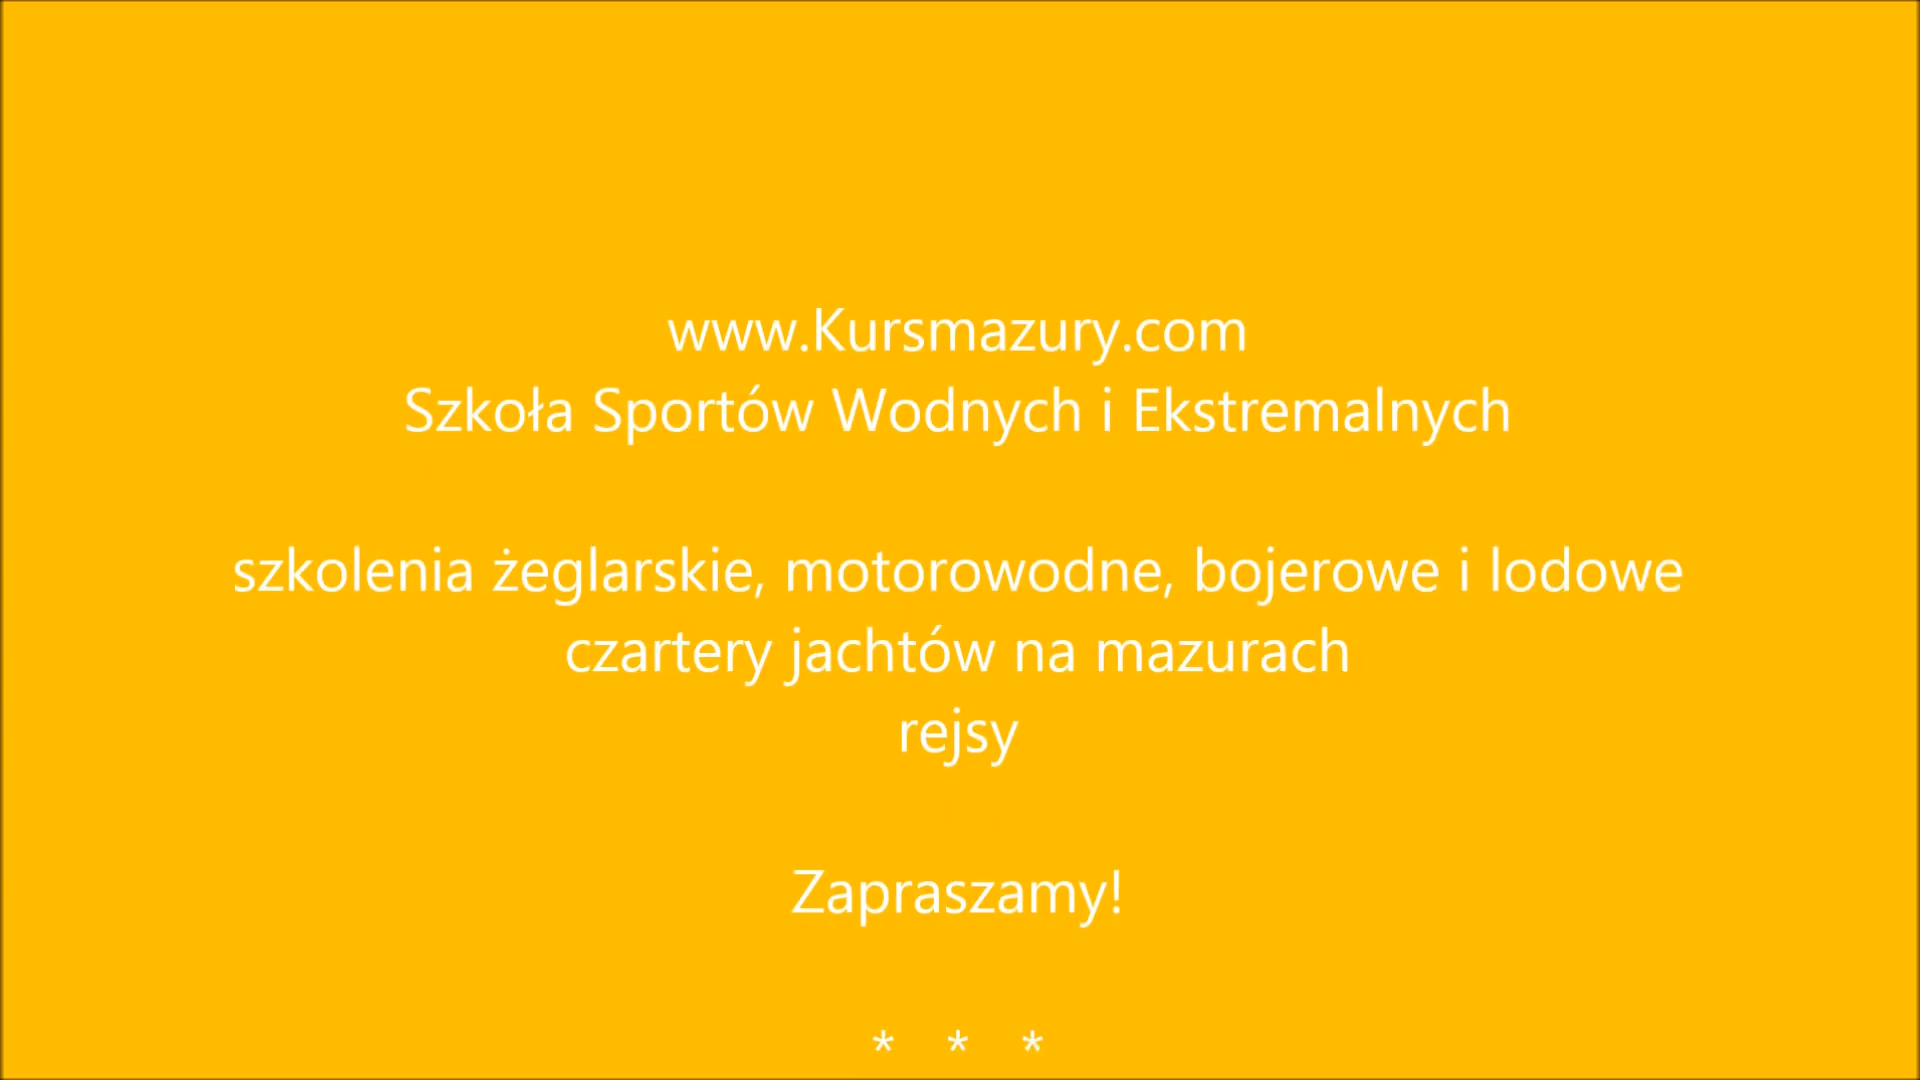 www.Kursmazury.com
Szkoła Sportów Wodnych i Ekstremalnych
szkolenia żeglarskie, motorowodne, bojerowe i lodowe
czartery jachtów na mazurach
rejsy
Zapraszamy!
* * *